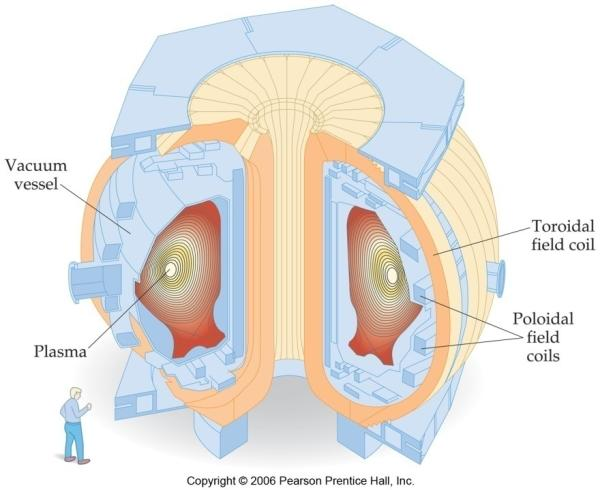 Vacuum
vessel
Toroidal
field coil
Poloidal
field
coils
Plasma
Copyright © 2006 Pearson Prentice Hall, Inc.